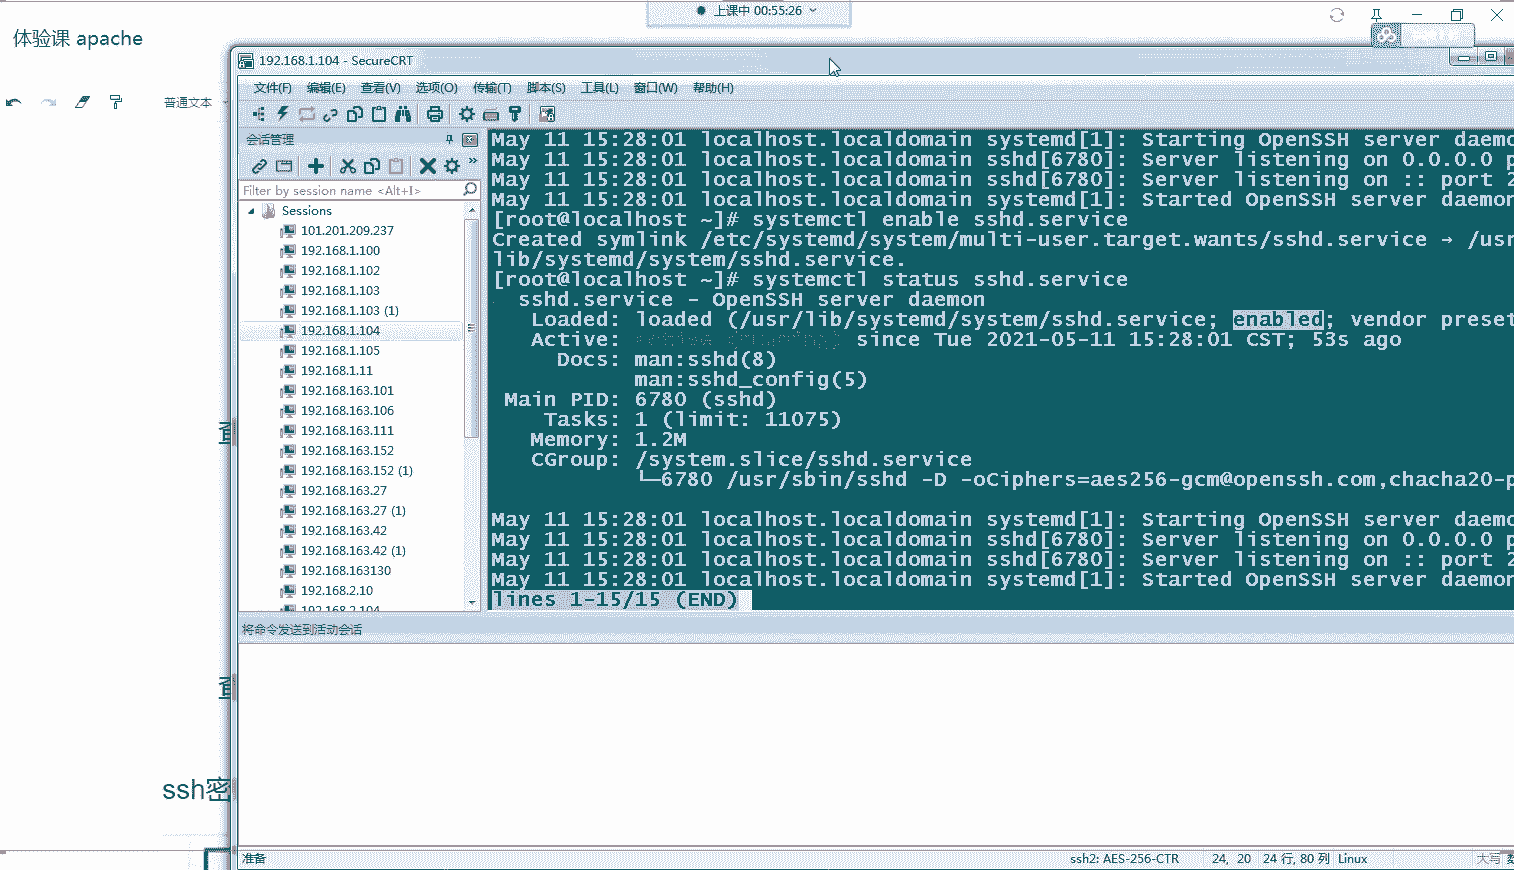 上课中 00:55:26
体验课 apache
普通文本
192.168.1.104 - SecureCRT
文件(F) 编辑(E) 查看(V) 选项(O) 传输(T) 脚本(S) 工具(L) 窗口(W) 帮助(H)
会话管理
Filter by session name <Alt+I>
Sessions
101.201.209.237
192.168.1.100
192.168.1.102
192.168.1.103
192.168.1.103 (1)
192.168.1.104
192.168.1.105
192.168.1.11
192.168.163.101
192.168.163.106
192.168.163.111
192.168.163.152
192.168.163.152 (1)
192.168.163.27
192.168.163.27 (1)
192.168.163.42
192.168.163.42 (1)
192.168.163130
192.168.2.10
192.168.2.104
May 11 15:28:01 localhost.localdomain systemd[1]: Starting OpenSSH server daemo
May 11 15:28:01 localhost.localdomain sshd[6780]: Server listening on 0.0.0.0 p
May 11 15:28:01 localhost.localdomain sshd[6780]: Server listening on :: port 2
May 11 15:28:01 localhost.localdomain systemd[1]: Started OpenSSH server daemon
[root@localhost ~]# systemctl enable sshd.service
Created symlink /etc/systemd/system/multi-user.target.wants/sshd.service → /usr
lib/systemd/system/sshd.service.
[root@localhost ~]# systemctl status sshd.service
sshd.service - OpenSSH server daemon
Loaded: loaded (/usr/lib/systemd/system/sshd.service; enabled; vendor preset
Active: since Tue 2021-05-11 15:28:01 CST; 53s ago
Docs: man:sshd(8)
man:sshd_config(5)
Main PID: 6780 (sshd)
Tasks: 1 (limit: 11075)
Memory: 1.2M
CGroup: /system.slice/sshd.service
└─6780 /usr/sbin/sshd -D -oCiphers=aes256-gcm@openssh.com,chacha20-p
May 11 15:28:01 localhost.localdomain systemd[1]: Starting OpenSSH server daemo
May 11 15:28:01 localhost.localdomain sshd[6780]: Server listening on 0.0.0.0 p
May 11 15:28:01 localhost.localdomain sshd[6780]: Server listening on :: port 2
May 11 15:28:01 localhost.localdomain systemd[1]: Started OpenSSH server daemon
lines 1-15/15 (END)
将命令发送到活动会话
ssh密
准备
ssh2: AES-256-CTR 24, 20 24 行, 80 列 Linux 大写